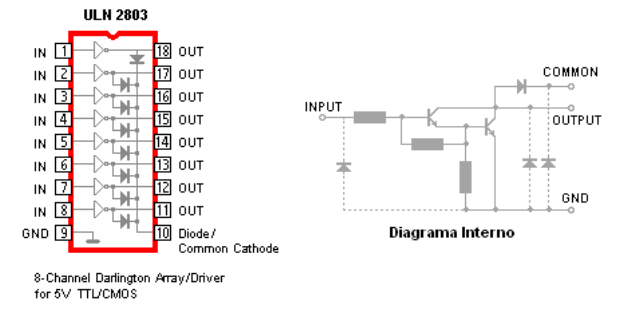 ULN 2803
IN 1 18 OUT
IN 2 17 OUT
IN 3 16 OUT
IN 4 15 OUT
IN 5 14 OUT
IN 6 13 OUT
IN 7 12 OUT
IN 8 11 OUT
GND 9 10 Diode/
Common Cathode
8-Channel Darlington Array/Driver
for 5V TTL/CMOS
COMMON
INPUT
OUTPUT
GND
Diagrama Interno